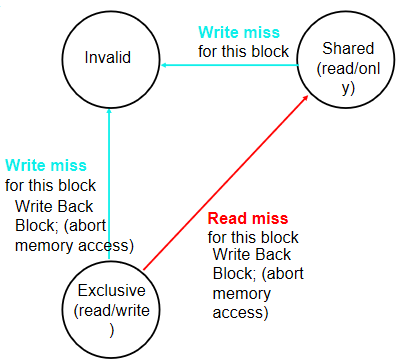 Write miss
for this block
Invalid
Shared
(read/onl
y)
Write miss
for this block
Write Back
Block; (abort
memory access)
Read miss
for this block
Write Back
Block; (abort
memory
access)
Exclusive
(read/write
)